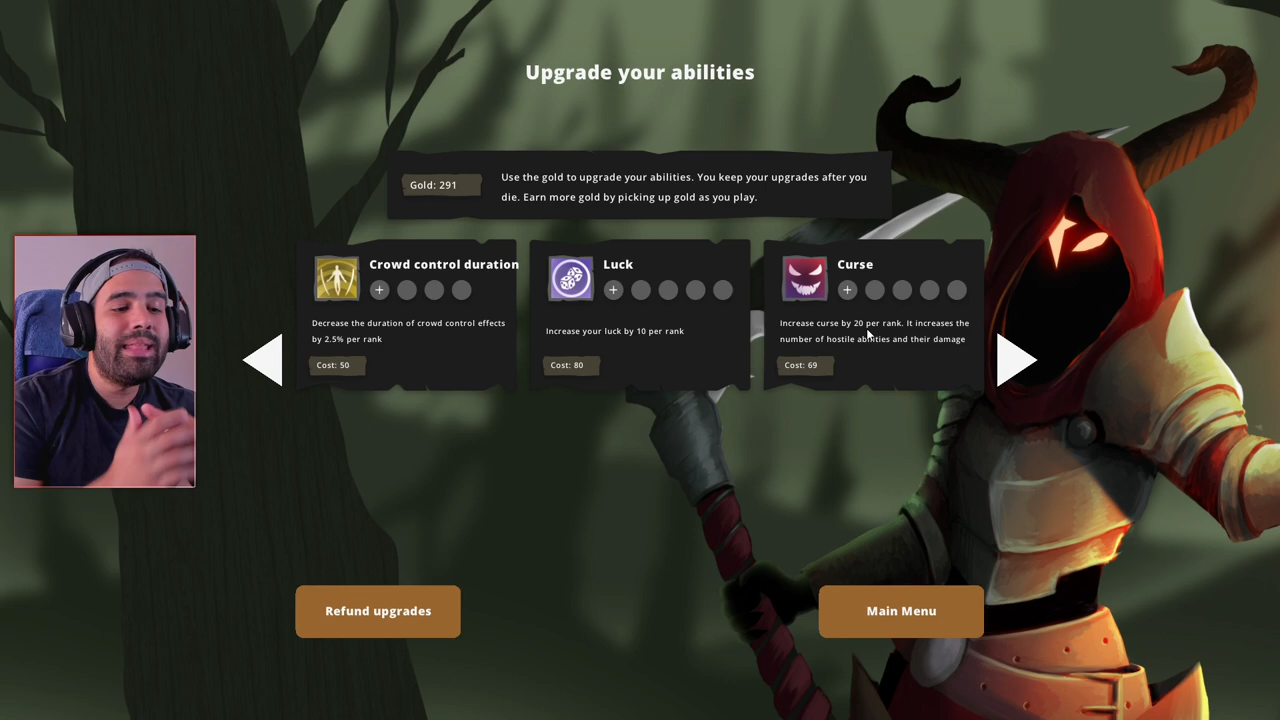 Upgrade your abilities
Gold: 291
Use the gold to upgrade your abilities. You keep your upgrades after you
die. Earn more gold by picking up gold as you play.
Crowd control duration
Decrease the duration of crowd control effects
by 2.5% per rank
Cost: 50
Luck
Increase your luck by 10 per rank
Cost: 80
Curse
Increase curse by 20 per rank. It increases the
number of hostile abilities and their damage
Cost: 69
Refund upgrades
Main Menu